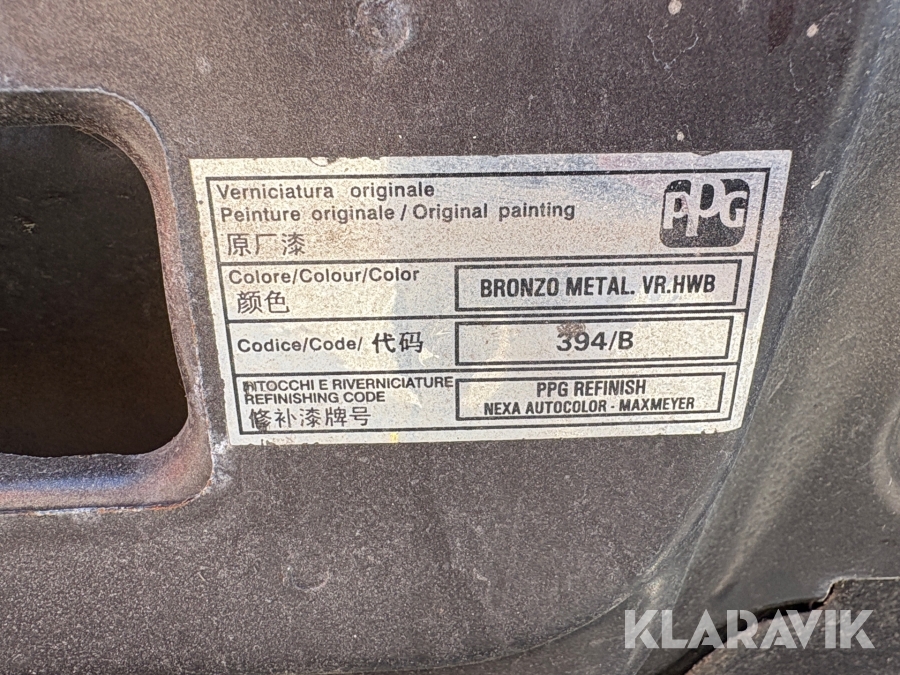 Verniciatura originale
Peinture originale / Original painting
原厂漆
PPG
Colore/Colour/Color
颜色
BRONZO METAL. VR.HWB
Codice/Code/ 代码
394/B
RITOCCHI E RIVERNICIATURE
REFINISHING CODE
修补漆牌号
PPG REFINISH
NEXA AUTOCOLOR - MAXMEYER
KLARAVIK